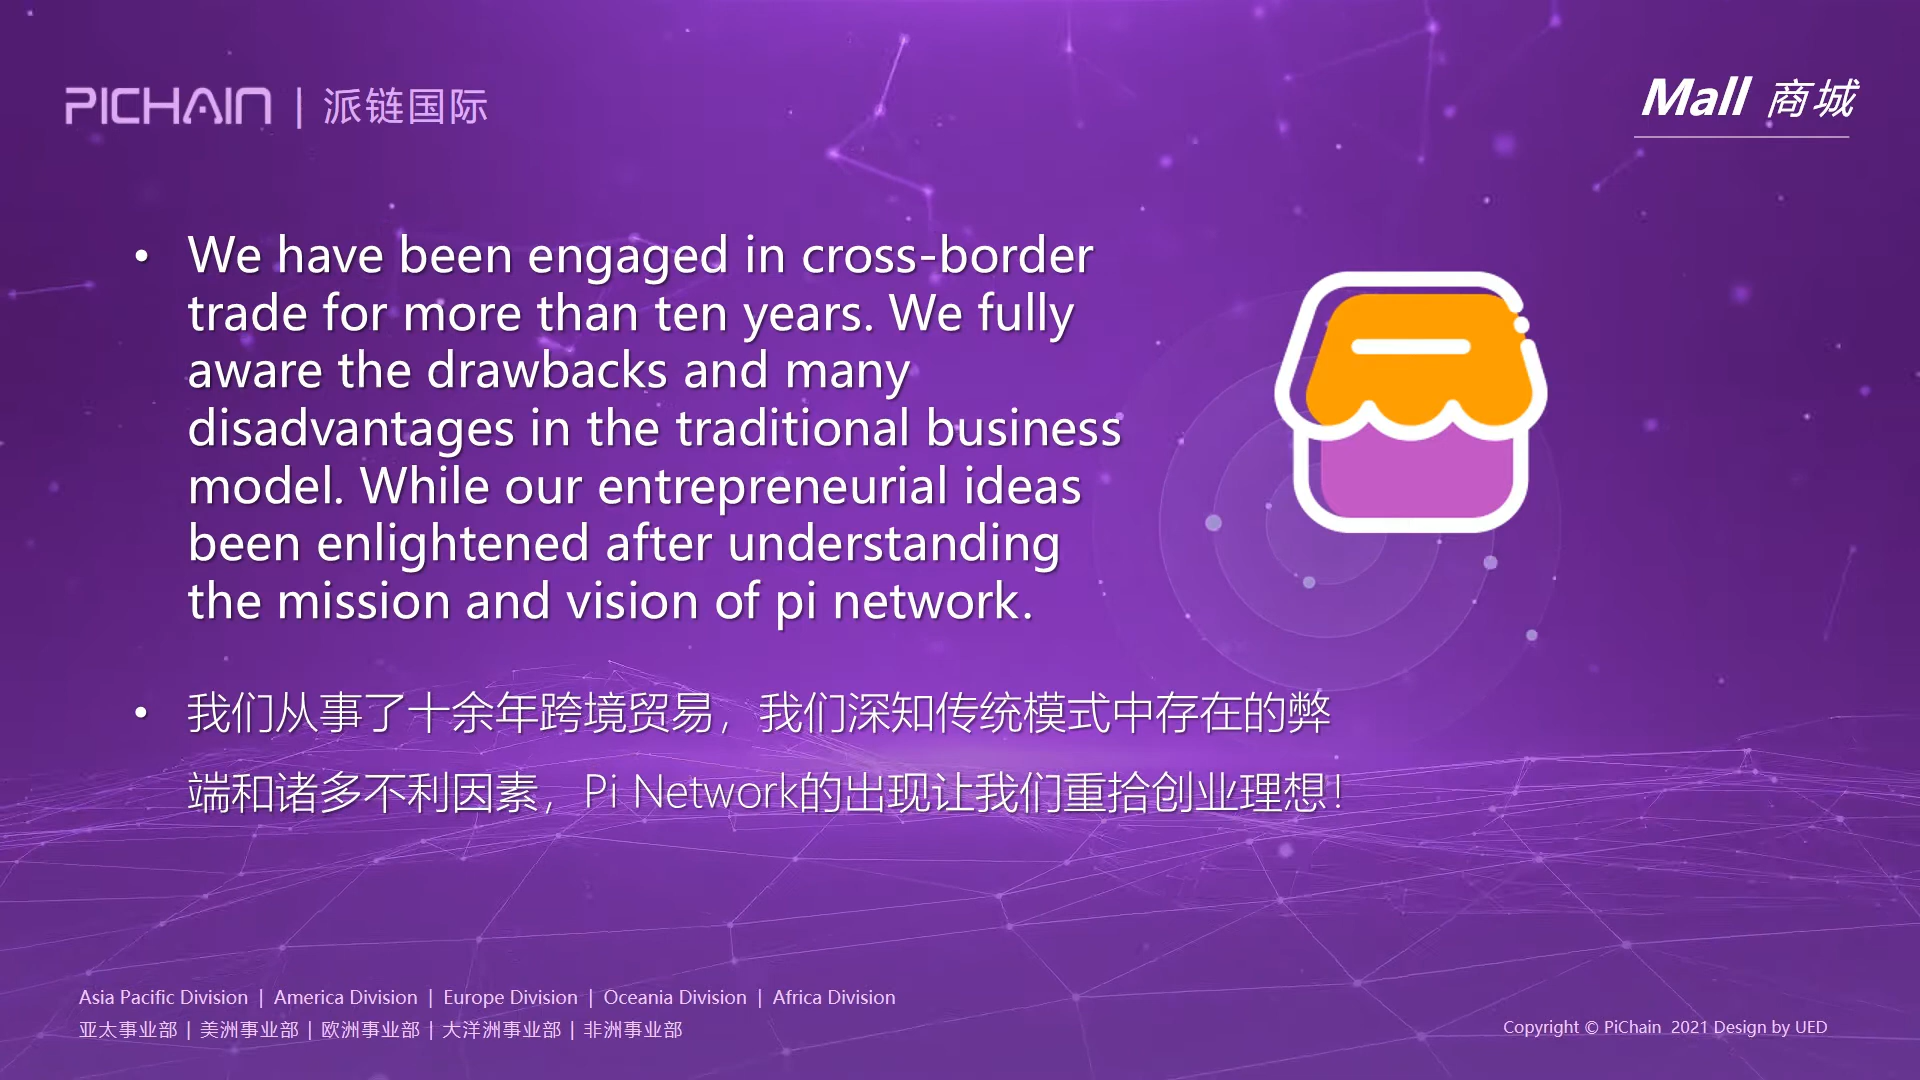 PICHAIN | 派链国际
Mall 商城
• We have been engaged in cross-border
trade for more than ten years. We fully
aware the drawbacks and many
disadvantages in the traditional business
model. While our entrepreneurial ideas
been enlightened after understanding
the mission and vision of pi network.
• 我们从事了十余年跨境贸易，我们深知传统模式中存在的弊
端和诸多不利因素，Pi Network的出现让我们重拾创业理想！
Asia Pacific Division | America Division | Europe Division | Oceania Division | Africa Division
亚太事业部 | 美洲事业部 | 欧洲事业部 | 大洋洲事业部 | 非洲事业部
Copyright © PiChain 2021 Design by UED